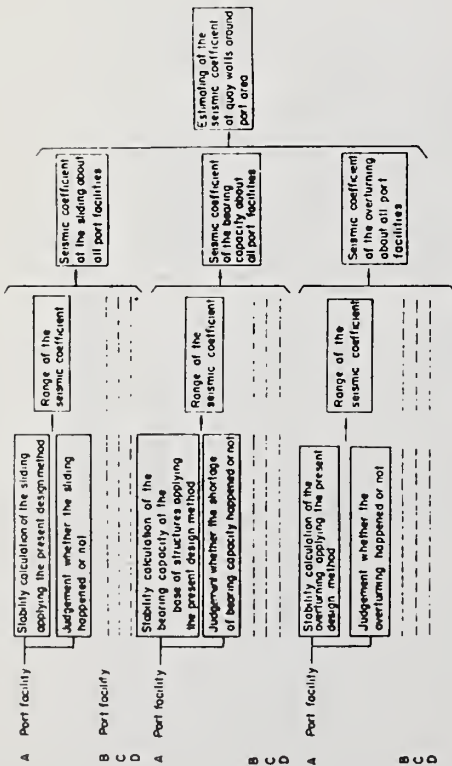 A Port facility
Stability calculation of the sliding
applying the present design method
Judgement whether the sliding
happened or not
Range of the
seismic coefficient
Seismic coefficient
of the sliding about
all port facilities
B Port facility
C
D
A Port facility
Stability calculation of the
bearing capacity at the
base of structures applying
the present design method
Judgement whether the shortage
of bearing capacity happened or not
Range of the
seismic coefficient
Seismic coefficient
of the bearing
capacity about
all port facilities
B
C
D
A Port facility
Stability calculation of the
overturning applying the present
design method
Judgement whether the
overturning happened or not
Range of the
seismic coefficient
Seismic coefficient
of the overturning
about all port
facilities
B
C
D
Estimating of the
seismic coefficient
at quay walls around
port area